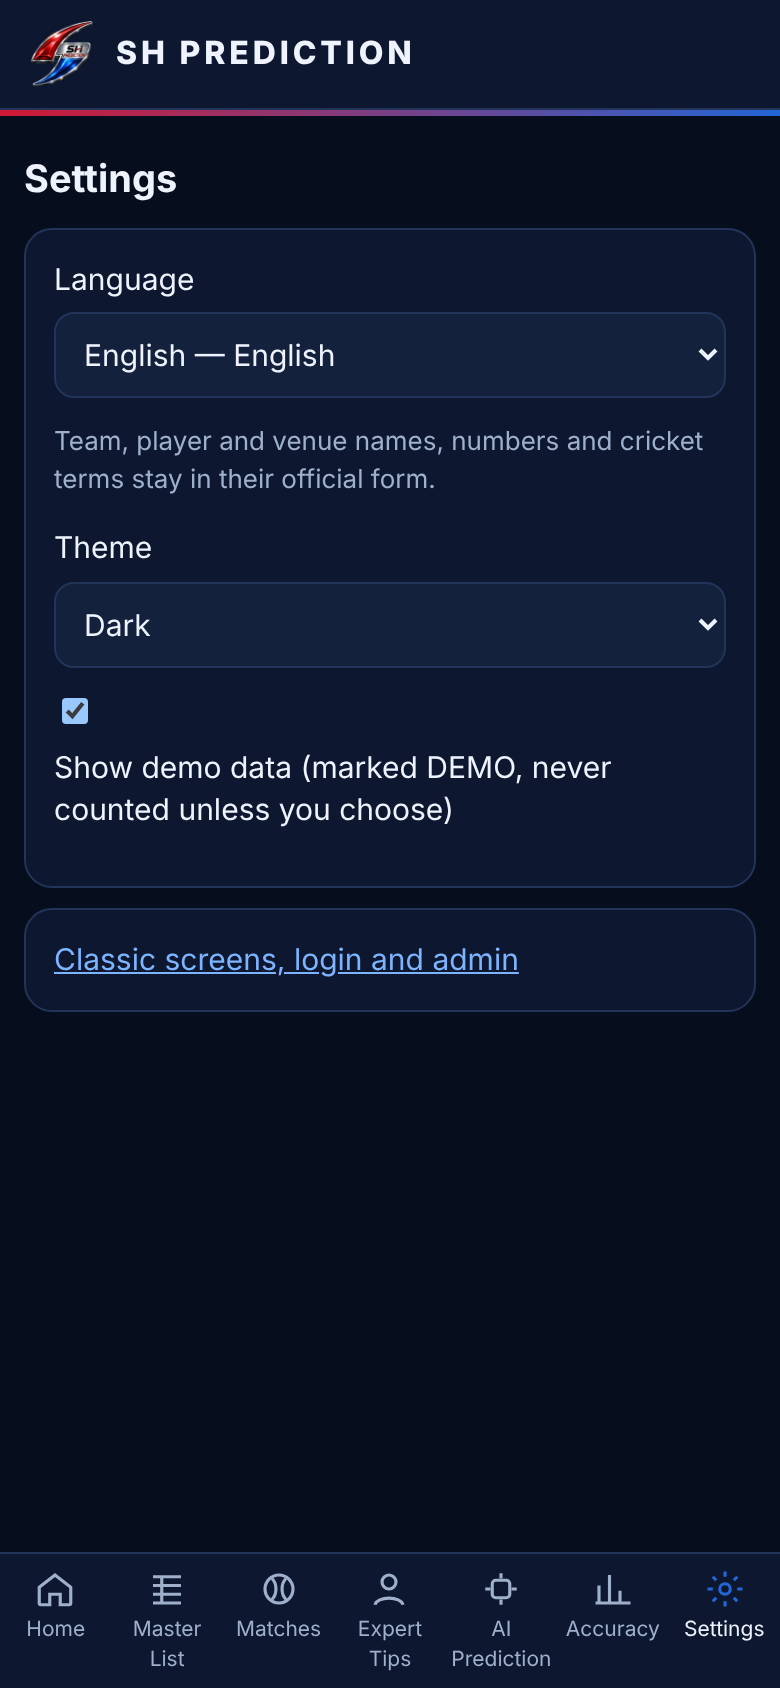 SH
SH PREDICTION
Settings
Language
English — English
Team, player and venue names, numbers and cricket
terms stay in their official form.
Theme
Dark
Show demo data (marked DEMO, never
counted unless you choose)
Classic screens, login and admin
Home
Master
List
Matches
Expert
Tips
AI
Prediction
Accuracy
Settings